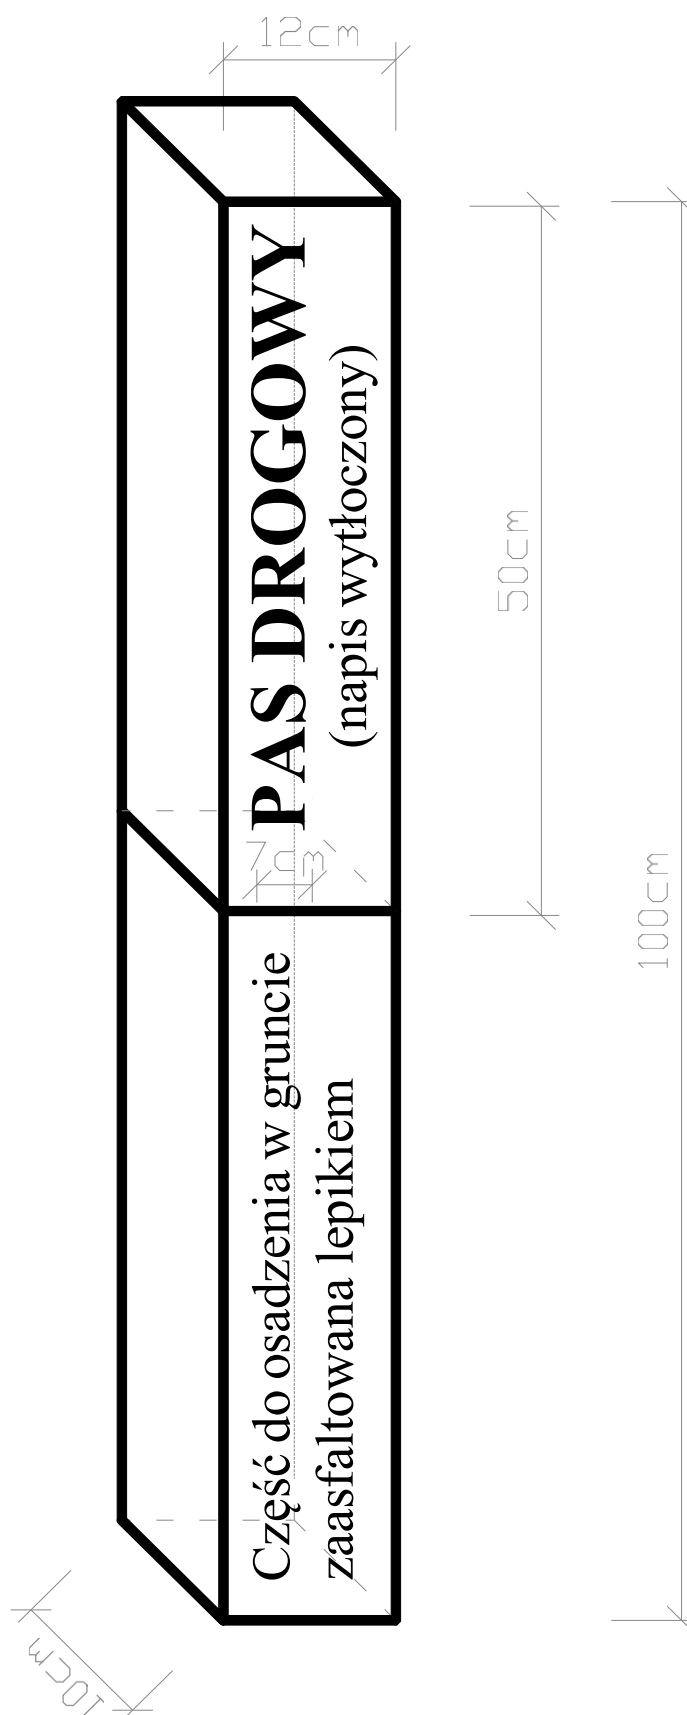 12cm
PAS DROGOWY
(napis wytłoczony)
50cm
100cm
7cm
Część do osadzenia w gruncie
zaasfaltowana lepikiem
10cm